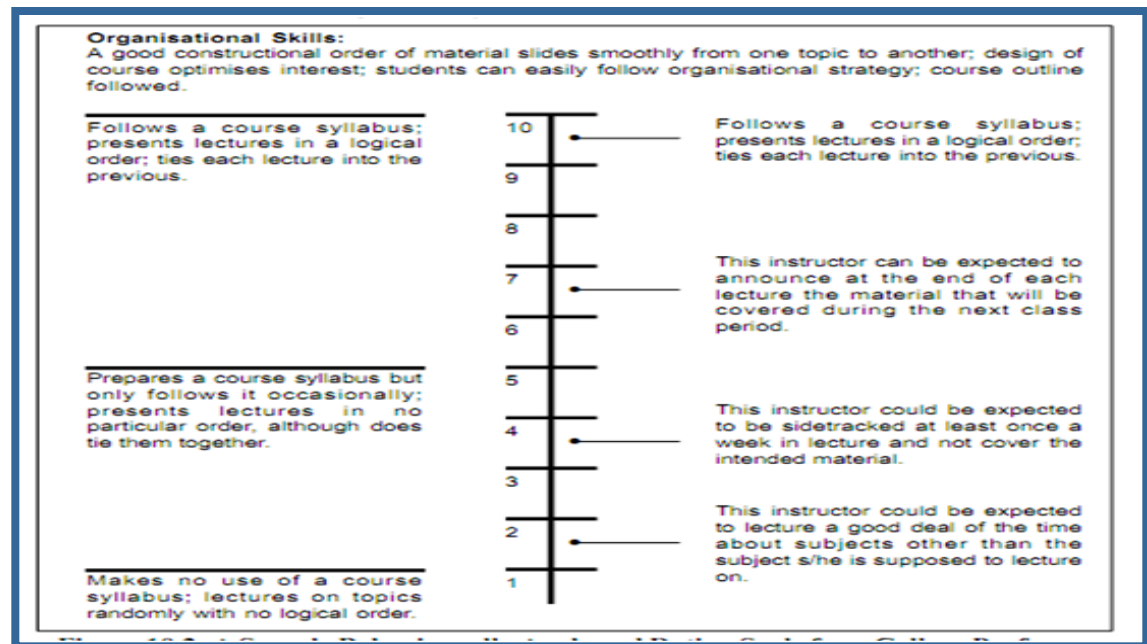 Organisational Skills:
A good constructional order of material slides smoothly from one topic to another; design of
course optimises interest; students can easily follow organisational strategy; course outline
followed.
Follows a course syllabus;
presents lectures in a logical
order; ties each lecture into the
previous.
Prepares a course syllabus but
only follows it occasionally;
presents lectures in no
particular order, although does
tie them together.
Makes no use of a course
syllabus; lectures on topics
randomly with no logical order.
10
9
8
7
6
5
4
3
2
1
Follows a course syllabus;
presents lectures in a logical order;
ties each lecture into the previous.
This instructor can be expected to
announce at the end of each
lecture the material that will be
covered during the next class
period.
This instructor could be expected
to be sidetracked at least once a
week in lecture and not cover the
intended material.
This instructor could be expected
to lecture a good deal of the time
about subjects other than the
subject s/he is supposed to lecture
on.